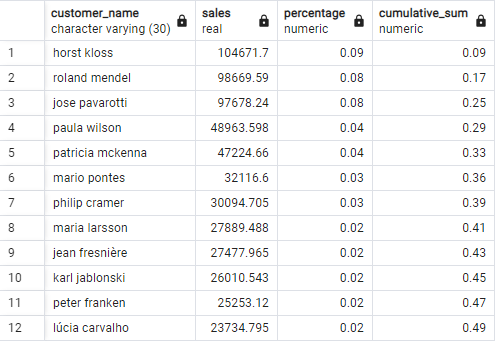 customer_name sales percentage cumulative_sum
character varying (30) real numeric numeric
1 horst kloss 104671.7 0.09 0.09
2 roland mendel 98669.59 0.08 0.17
3 jose pavarotti 97678.24 0.08 0.25
4 paula wilson 48963.598 0.04 0.29
5 patricia mckenna 47224.66 0.04 0.33
6 mario pontes 32116.6 0.03 0.36
7 philip cramer 30094.705 0.03 0.39
8 maria larsson 27889.488 0.02 0.41
9 jean fresnière 27477.965 0.02 0.43
10 karl jablonski 26010.543 0.02 0.45
11 peter franken 25253.12 0.02 0.47
12 lúcia carvalho 23734.795 0.02 0.49